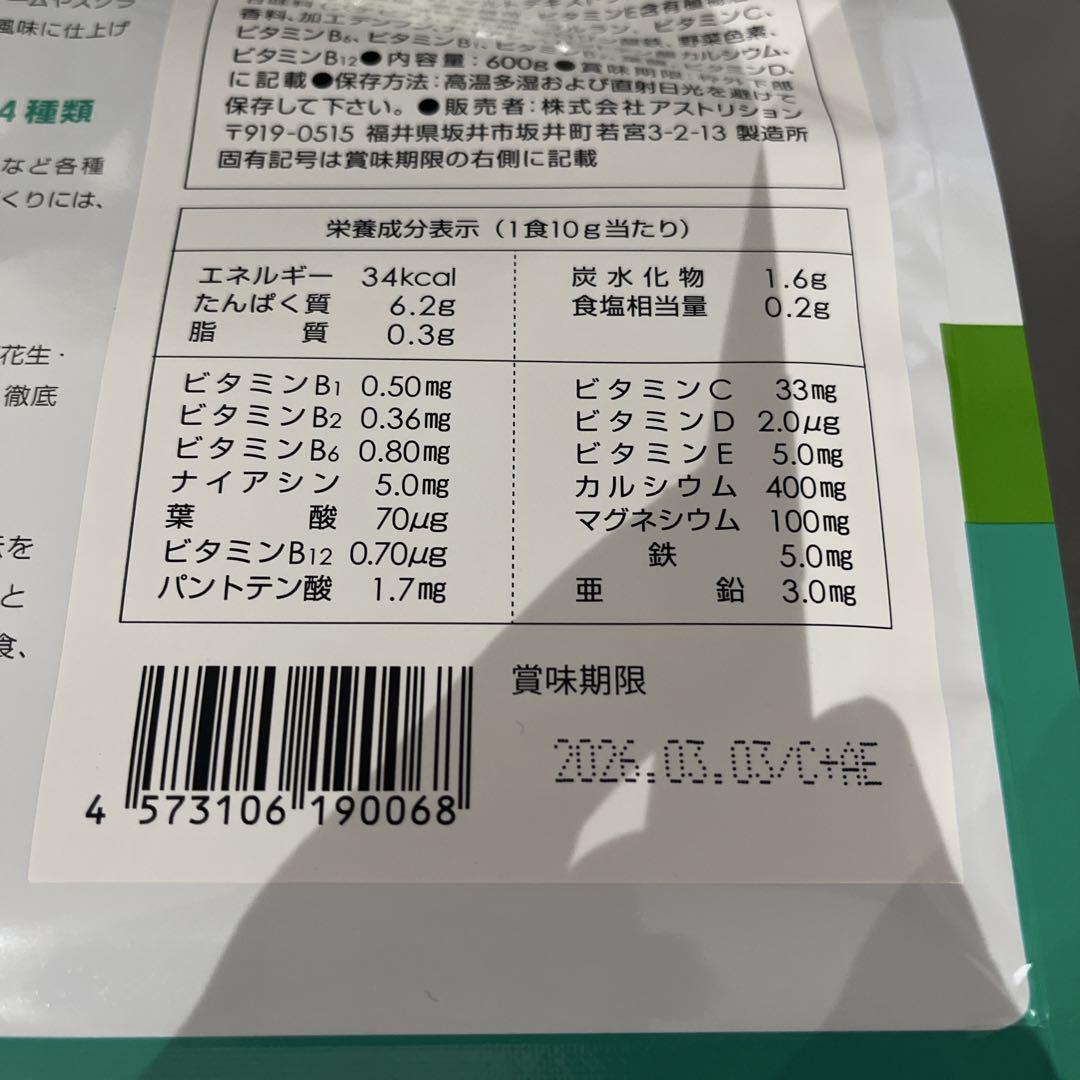 風味に仕上げ
4種類
など各種
くりには、
花生・
徹底
を
と
食、
ビタミンE含有植物
香料、加工デンプン
ビタミンC、
野菜色素、
ビタミンB6、ビタミンB1、
カルシウム、
ビタミンB12●内容量：600g●賞味期限：
ビタミンD、
に記載●保存方法：高温多湿および直射日光を避けて
保存して下さい。●販売者：株式会社アストリション
〒919-0515 福井県坂井市坂井町若宮3-2-13 製造所
固有記号は賞味期限の右側に記載
栄養成分表示（1食10g当たり）
エネルギー 34kcal
たんぱく質 6.2g
脂質 0.3g
炭水化物 1.6g
食塩相当量 0.2g
ビタミンB1 0.50mg
ビタミンB2 0.36mg
ビタミンB6 0.80mg
ナイアシン 5.0mg
葉酸 70μg
ビタミンB12 0.70μg
パントテン酸 1.7mg
ビタミンC 33mg
ビタミンD 2.0μg
ビタミンE 5.0mg
カルシウム 400mg
マグネシウム 100mg
鉄 5.0mg
亜鉛 3.0mg
賞味期限
2026.03.03/C+AE
4 573106 190068